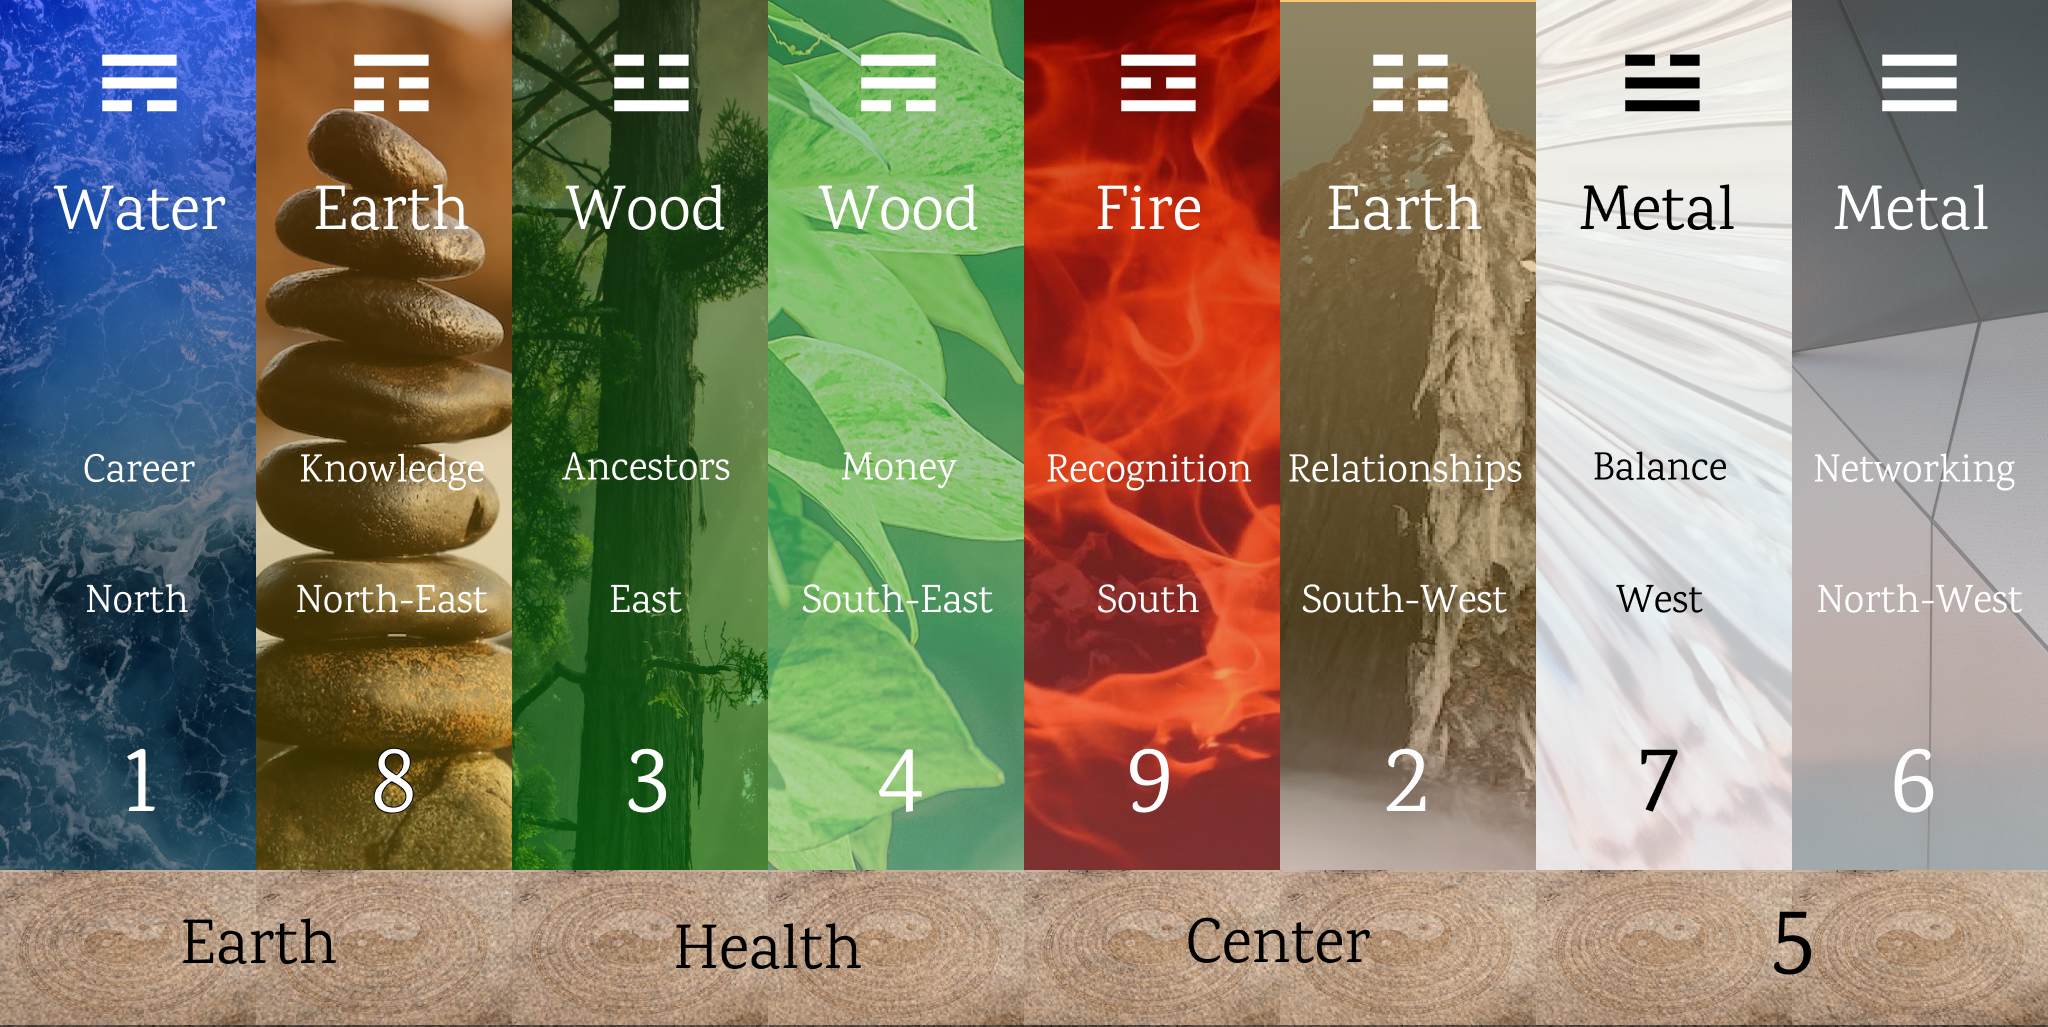 ☴ ☶ ☳ ☴ ☲ ☷ ☱ ☰
Water Earth Wood Wood Fire Earth Metal Metal
Career Knowledge Ancestors Money Recognition Relationships Balance Networking
North North-East East South-East South South-West West North-West
1 8 3 4 9 2 7 6
Earth Health Center 5